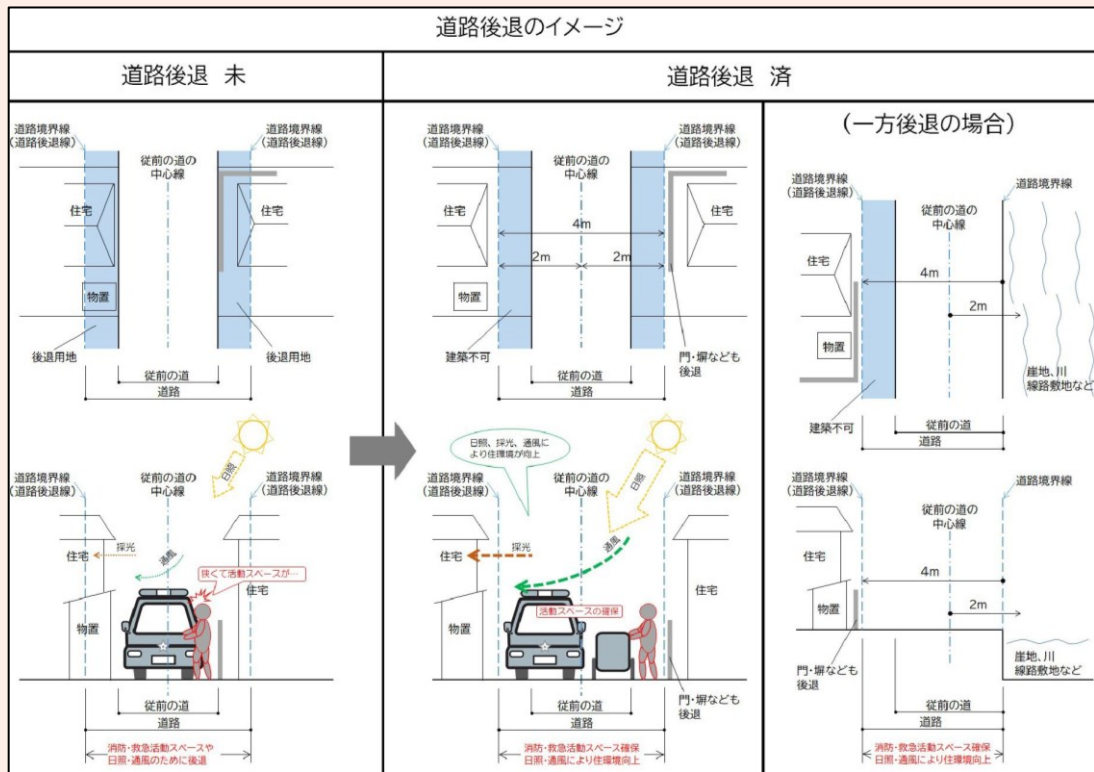 道路後退のイメージ
道路後退 未
道路境界線
(道路後退線)
従前の道の
中心線
道路境界線
(道路後退線)
住宅
住宅
物置
後退用地
後退用地
従前の道
道路
道路境界線
(道路後退線)
従前の道の
中心線
日照
道路境界線
(道路後退線)
住宅
採光
通風
狭くて活動スペースが…
住宅
物置
従前の道
道路
消防・救急活動スペースや
日照・通風のために後退
道路後退 済
道路境界線
(道路後退線)
従前の道の
中心線
道路境界線
(道路後退線)
住宅
住宅
4m
2m
2m
物置
建築不可
門・塀なども
後退
従前の道
道路
日照、採光、通風に
より住環境が向上
道路境界線
(道路後退線)
従前の道の
中心線
日照
道路境界線
(道路後退線)
住宅
採光
通風
住宅
活動スペースの確保
物置
門・塀なども
後退
従前の道
道路
消防・救急活動スペース確保
日照・通風により住環境向上
(一方後退の場合)
道路境界線
(道路後退線)
従前の道の
中心線
道路境界線
住宅
4m
2m
物置
崖地、川
線路敷地など
建築不可
従前の道
道路
道路境界線
(道路後退線)
従前の道の
中心線
道路境界線
住宅
4m
物置
2m
門・塀なども
後退
崖地、川
線路敷地など
従前の道
道路
消防・救急活動スペース確保
日照・通風により住環境向上